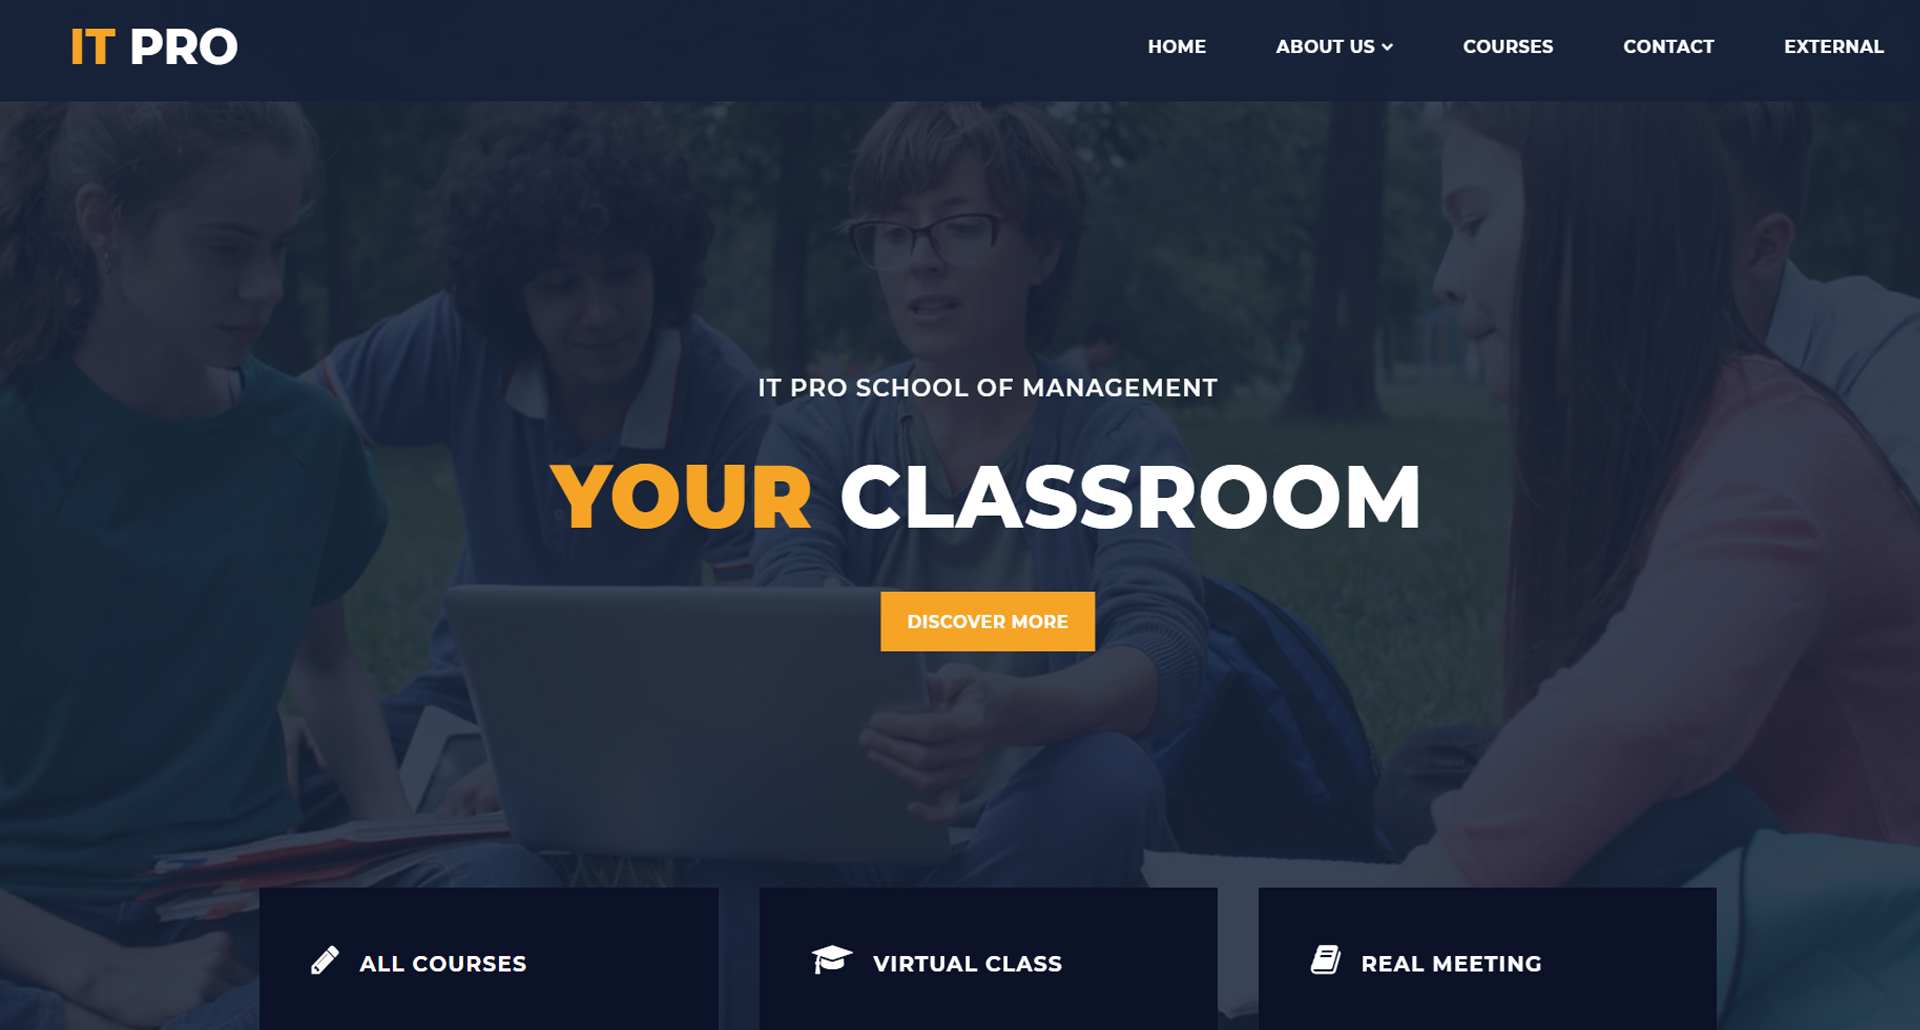 IT PRO
HOME ABOUT US COURSES CONTACT EXTERNAL
IT PRO SCHOOL OF MANAGEMENT
YOUR CLASSROOM
DISCOVER MORE
ALL COURSES
VIRTUAL CLASS
REAL MEETING